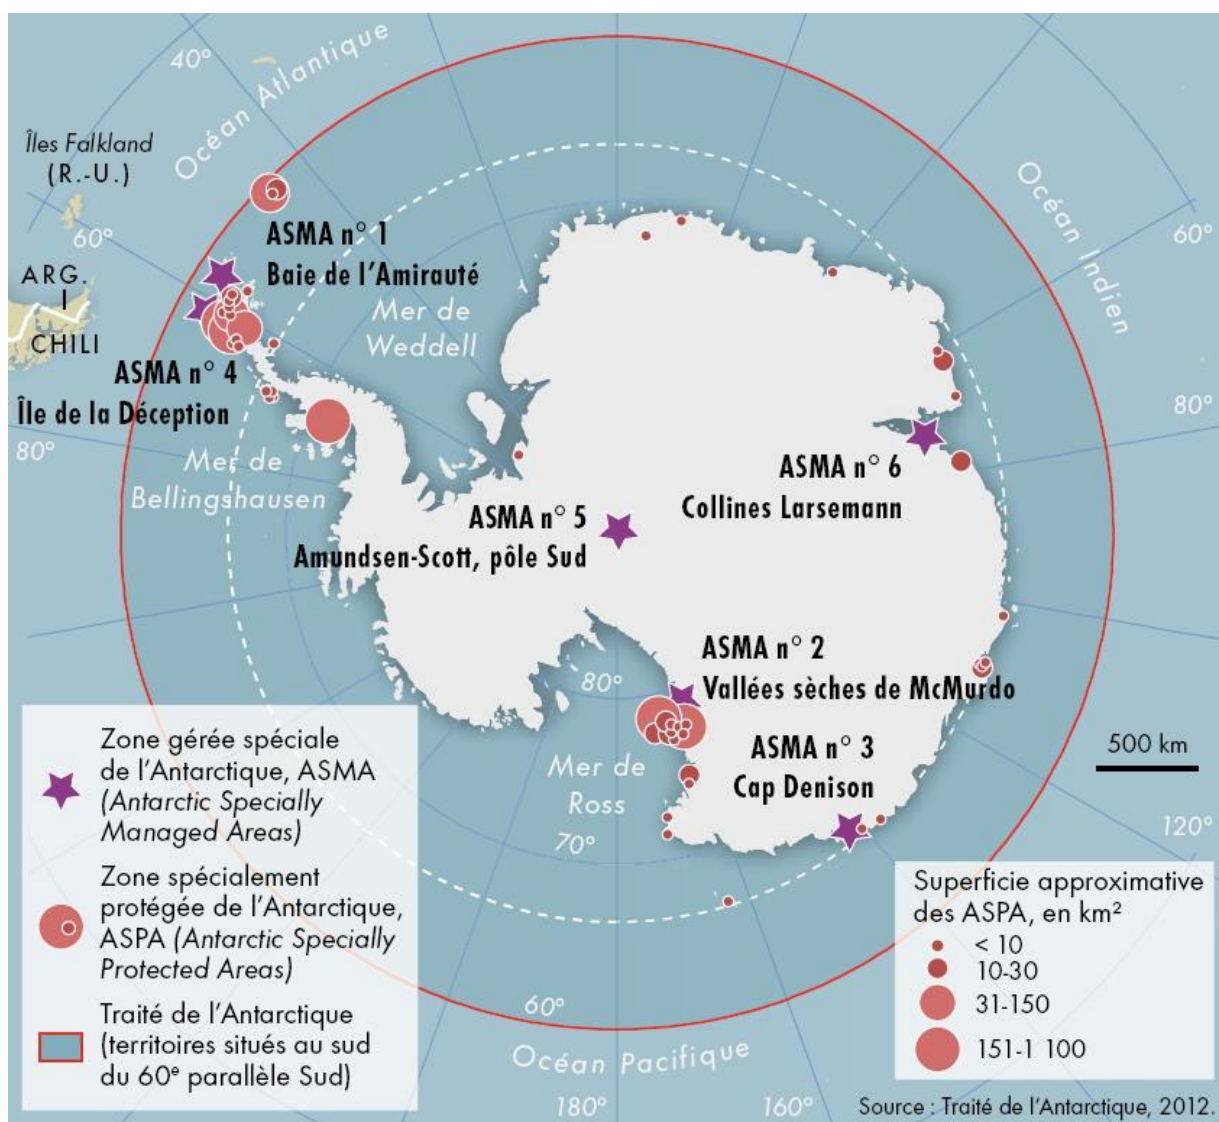 40°
Océan Atlantique
Îles Falkland
(R.-U.)
60°
ARG.
CHILI
80°
ASMA n° 1
Baie de l'Amirauté
Mer de
Weddell
ASMA n° 4
Île de la Déception
Mer de
Bellingshausen
Océan Indien
60°
80°
ASMA n° 6
Collines Larsemann
ASMA n° 5
Amundsen-Scott, pôle Sud
ASMA n° 2
Vallées sèches de McMurdo
80°
ASMA n° 3
Cap Denison
Mer de
Ross
70°
500 km
120°
60°
Océan Pacifique
180°
160°
Zone gérée spéciale
de l'Antarctique, ASMA
(Antarctic Specially
Managed Areas)
Zone spécialement
protégée de l'Antarctique,
ASPA (Antarctic Specially
Protected Areas)
Traité de l'Antarctique
(territoires situés au sud
du 60e parallèle Sud)
Superficie approximative
des ASPA, en km²
< 10
10-30
31-150
151-1 100
Source : Traité de l'Antarctique, 2012.